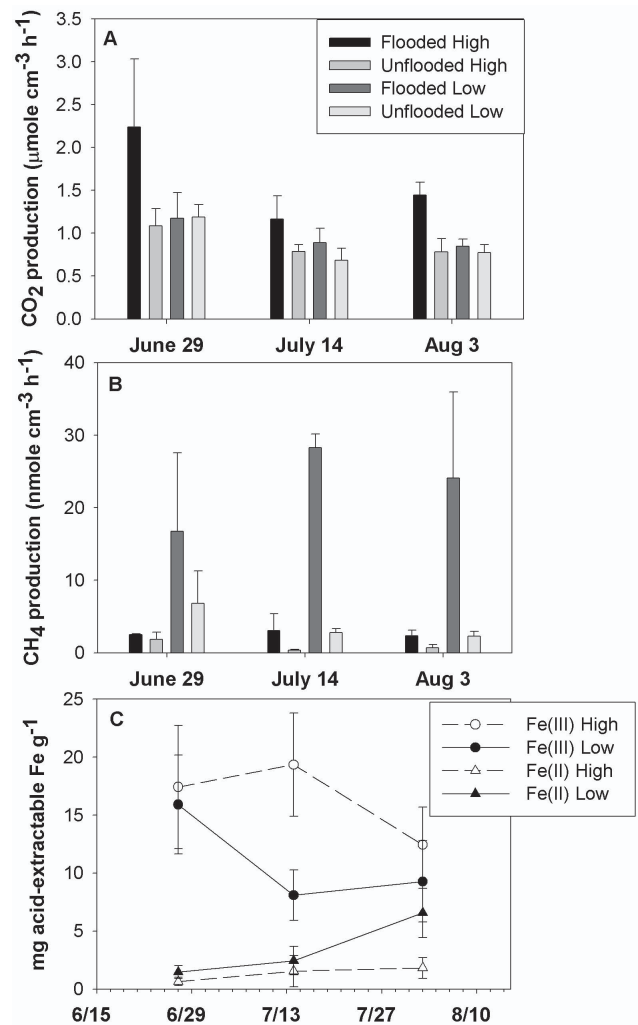 A
Flooded High
Unflooded High
Flooded Low
Unflooded Low
CO2 production (μmole cm-3 h-1)
3.5
3.0
2.5
2.0
1.5
1.0
0.5
0.0
June 29 July 14 Aug 3
B
CH4 production (nmole cm-3 h-1)
40
30
20
10
0
June 29 July 14 Aug 3
C
Fe(III) High
Fe(III) Low
Fe(II) High
Fe(II) Low
mg acid-extractable Fe g-1
25
20
15
10
5
0
6/15 6/29 7/13 7/27 8/10